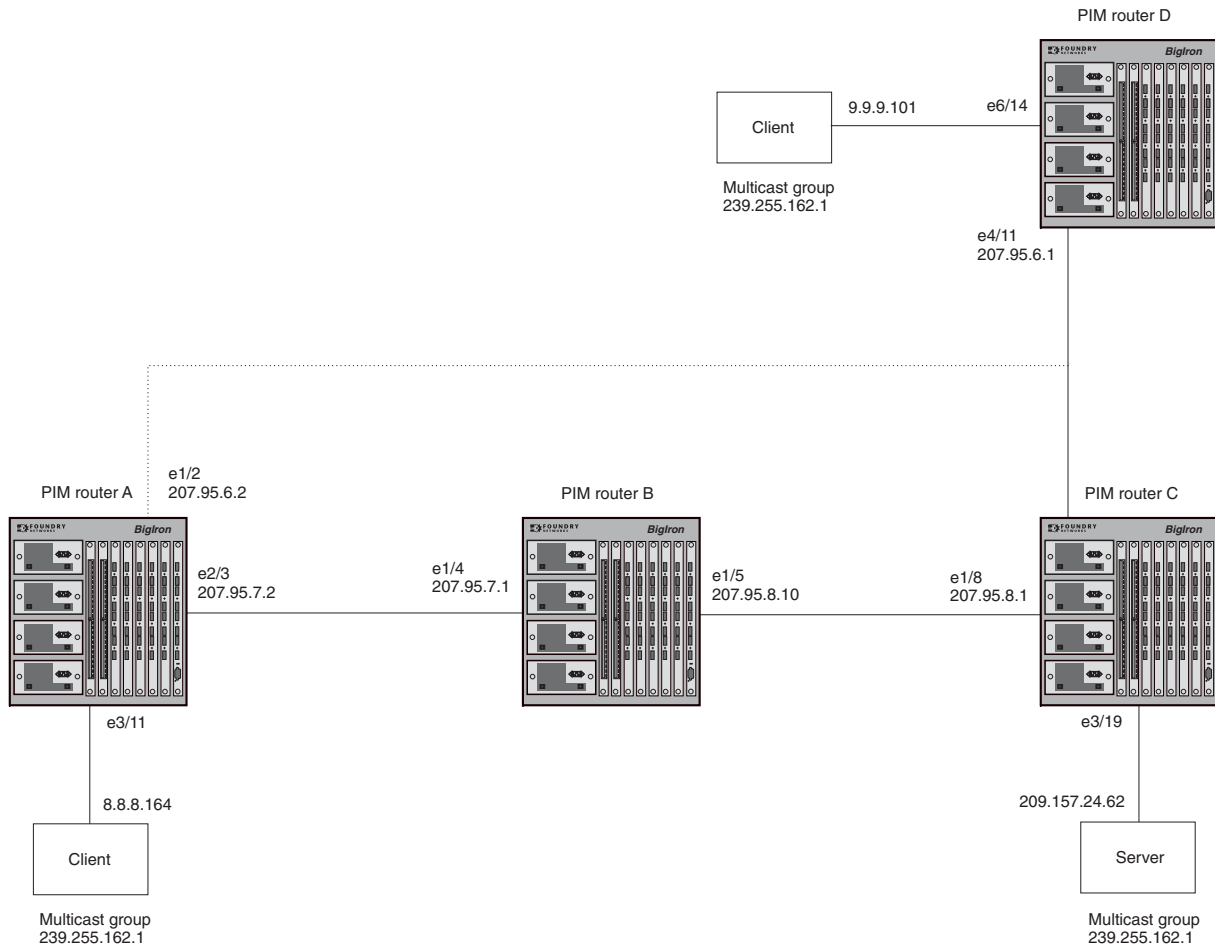 PIM router D
FOUNDRY
NETWORKS
BigIron
9.9.9.101
e6/14
Client
Multicast group
239.255.162.1
e4/11
207.95.6.1
e1/2
207.95.6.2
PIM router A
PIM router B
PIM router C
FOUNDRY
NETWORKS
BigIron
FOUNDRY
NETWORKS
BigIron
FOUNDRY
NETWORKS
BigIron
e2/3
207.95.7.2
e1/4
207.95.7.1
e1/5
207.95.8.10
e1/8
207.95.8.1
e3/11
e3/19
8.8.8.164
209.157.24.62
Client
Server
Multicast group
239.255.162.1
Multicast group
239.255.162.1